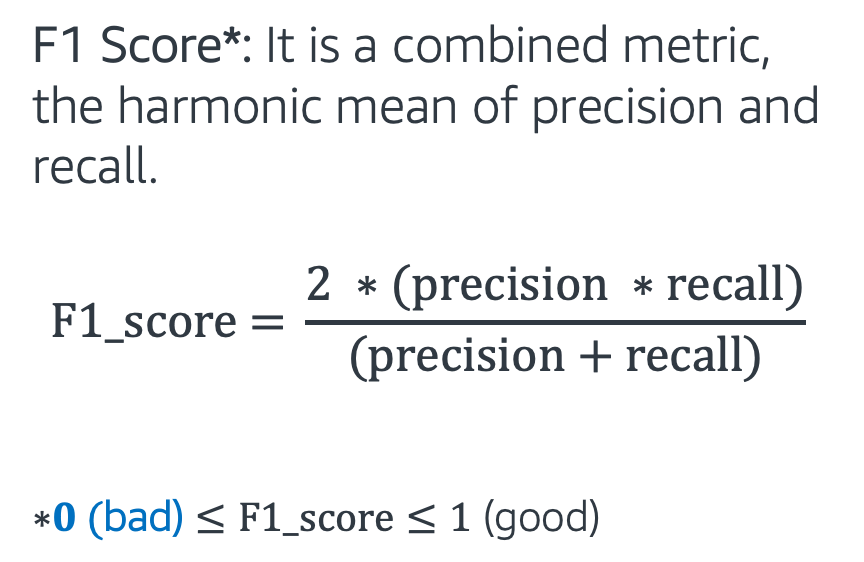 F1 Score*: It is a combined metric,
the harmonic mean of precision and
recall.
F1_score = 2 * (precision * recall) / (precision + recall)
*0 (bad) ≤ F1_score ≤ 1 (good)